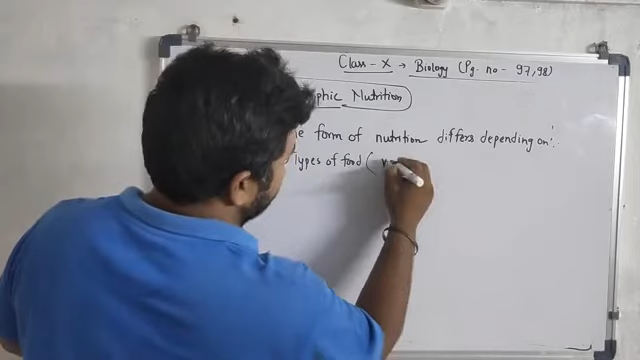 Class - X → Biology (Pg. no - 97,98)
phic Nutrition
form of nutrition differs depending on:
Types of food (